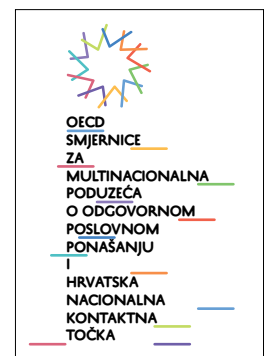 OECD
SMJERNICE
ZA
MULTINACIONALNA
PODUZEĆA
O ODGOVORNOM
POSLOVNOM
PONAŠANJU
I
HRVATSKA
NACIONALNA
KONTAKTNA
TOČKA